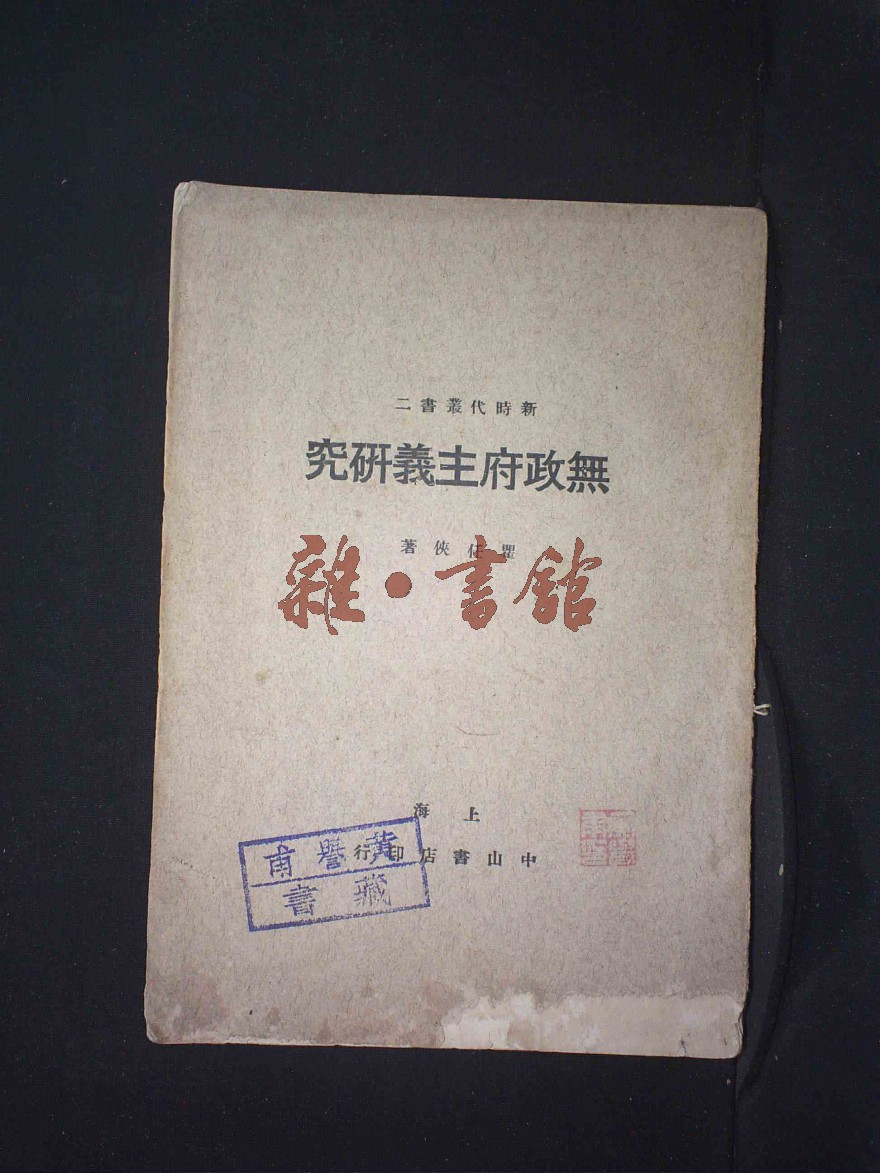 新時代叢書二
無政府主義研究
瞿任俠著
雜·書館
上海
中山書店印行
黃譽甫
藏書